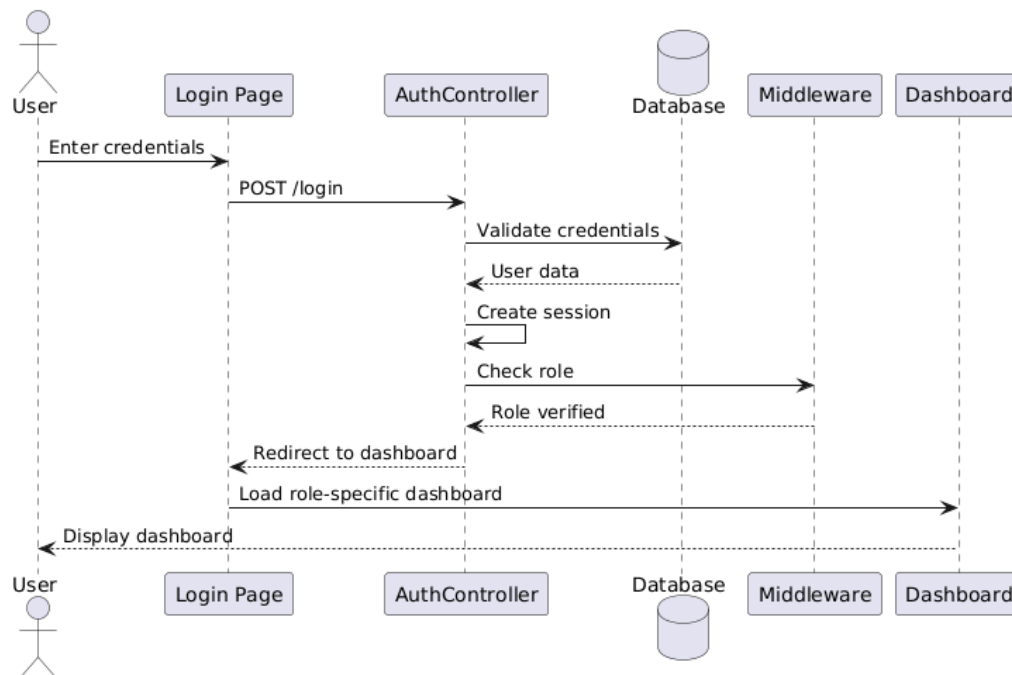 User
Login Page
AuthController
Database
Middleware
Dashboard
Enter credentials
POST /login
Validate credentials
User data
Create session
Check role
Role verified
Redirect to dashboard
Load role-specific dashboard
Display dashboard
User
Login Page
AuthController
Database
Middleware
Dashboard